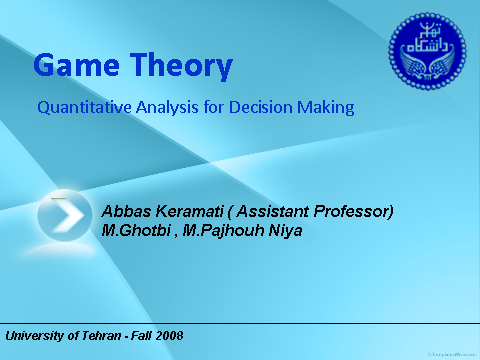 Game Theory
Quantitative Analysis for Decision Making
Abbas Keramati ( Assistant Professor)
M.Ghotbi , M.Pajhouh Niya
University of Tehran - Fall 2008